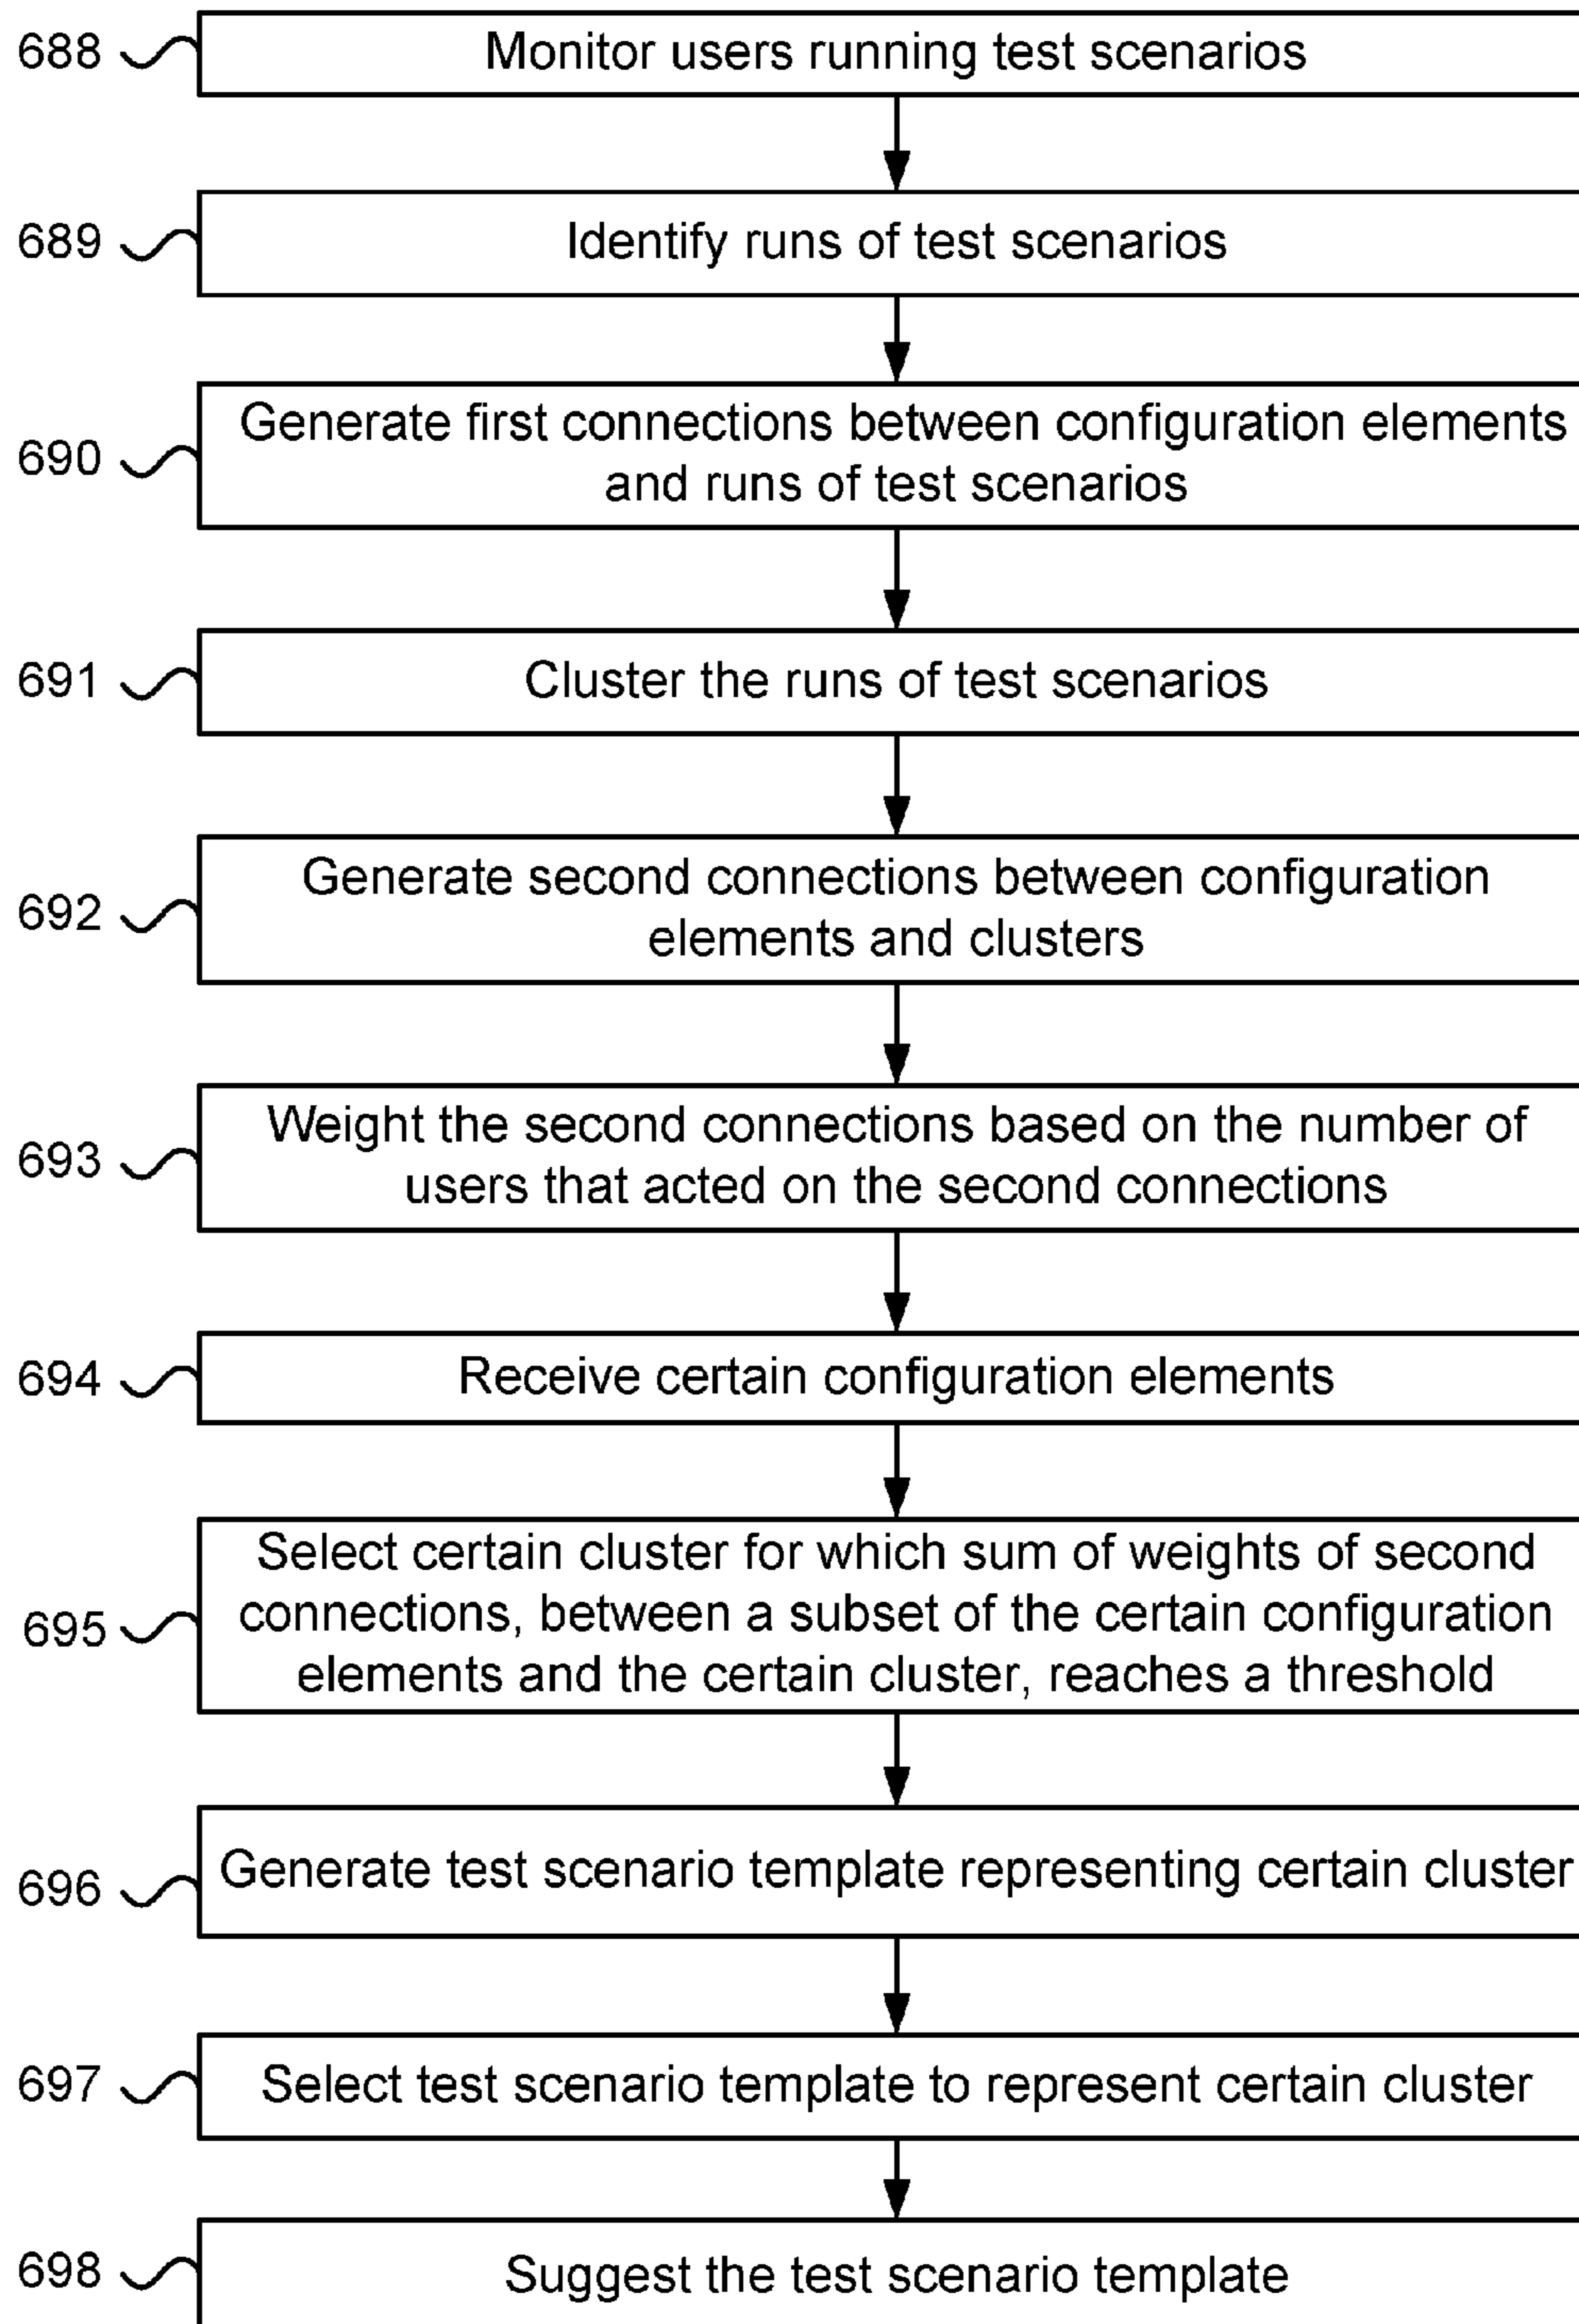 688 Monitor users running test scenarios
689 Identify runs of test scenarios
Generate first connections between configuration elements
690
and runs of test scenarios
691 Cluster the runs of test scenarios
Generate second connections between configuration
692
elements and clusters
Weight the second connections based on the number of
693
users that acted on the second connections
694 Receive certain configuration elements
Select certain cluster for which sum of weights of second
695 connections, between a subset of the certain configuration
elements and the certain cluster, reaches a threshold
696 Generate test scenario template representing certain cluster
697 Select test scenario template to represent certain cluster
698 Suggest the test scenario template